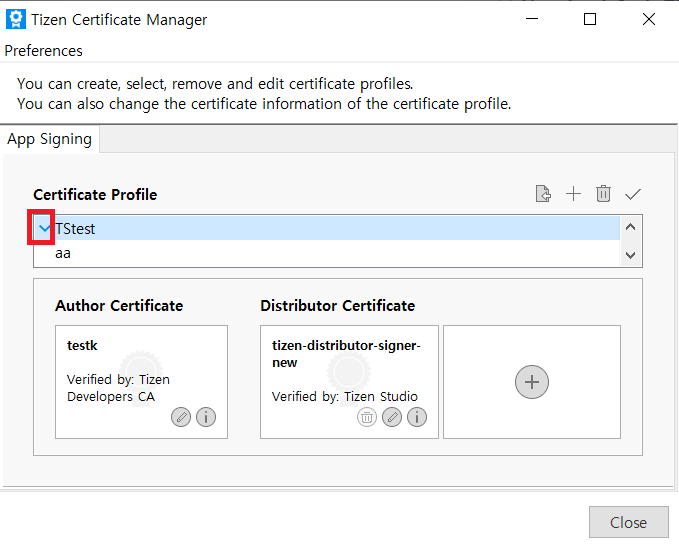 Tizen Certificate Manager
Preferences
You can create, select, remove and edit certificate profiles.
You can also change the certificate information of the certificate profile.
App Signing
Certificate Profile
TStest
aa
Author Certificate
Distributor Certificate
testk
Verified by: Tizen
Developers CA
tizen-distributor-signer-
new
Verified by: Tizen Studio
Close